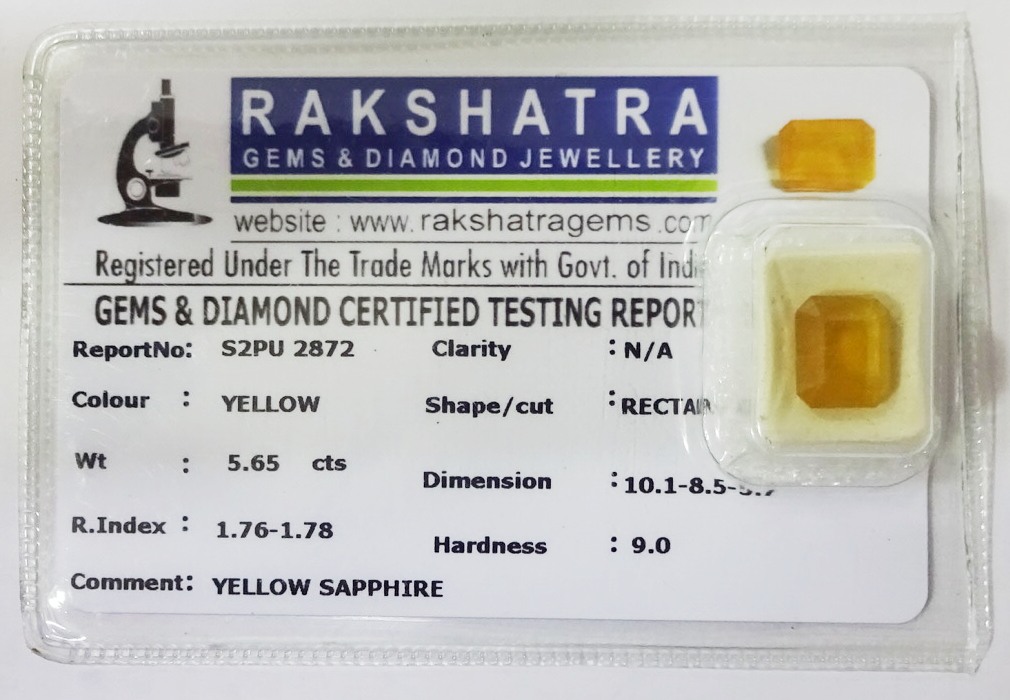 RAKSHATRA
GEMS & DIAMOND JEWELLERY
website : www. rakshatragems .com
Registered Under The Trade Marks with Govt. of
GEMS & DIAMOND CERTIFIED TESTING REPORT
ReportNo: S2PU 2872 Clarity : N/A
Colour : YELLOW Shape/cut :
Wt : 5.65 cts Dimension : 10.1-8.5-
R.Index : 1.76-1.78 Hardness : 9.0
Comment: YELLOW SAPPHIRE